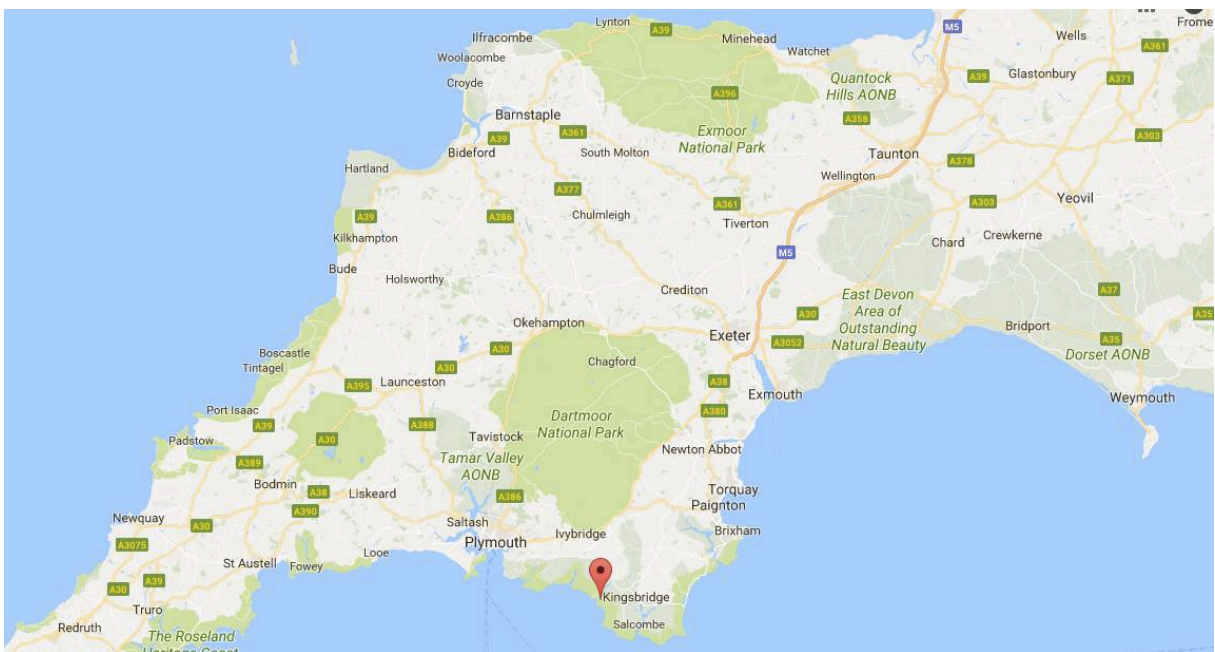 Lynton
A39
Minehead
M5
Wells
Frome
A361
Ilfracombe
Woolacombe
Watchet
Croyde
A396
Quantock
Hills AONB
A39
Glastonbury
A371
Barnstaple
A39
A361
Exmoor
National Park
A358
A303
Bideford
South Molton
Taunton
A378
Hartland
A377
Wellington
A39
A386
Chulmleigh
A361
Tiverton
A303
Yeovil
Kilkhampton
M5
Chard
Crewkerne
Bude
Holsworthy
Crediton
A37
East Devon
Area of
Outstanding
Natural Beauty
A30
A35
Okehampton
Exeter
Bridport
A3052
A35
Dorset AONB
Boscastle
Tintagel
A30
A30
Chagford
A395
Launceston
A38
Exmouth
Weymouth
Port Isaac
A39
A388
A380
Dartmoor
National Park
Padstow
A30
Tavistock
Newton Abbot
A389
Tamar Valley
AONB
Bodmin
A38
Liskeard
A386
Torquay
Paignton
Newquay
A30
A390
Saltash
Plymouth
Ivybridge
Brixham
A3075
St Austell
Fowey
Looe
A30
A39
Kingsbridge
Truro
Redruth
Salcombe
The Roseland
Heritage Coast